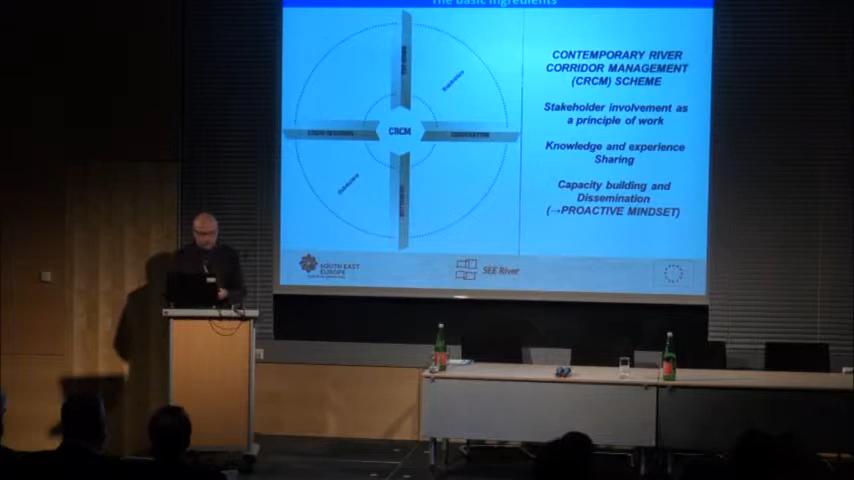 The basic ingredients
CONTEMPORARY RIVER
CORRIDOR MANAGEMENT
(CRCM) SCHEME
Stakeholder involvement as
a principle of work
Knowledge and experience
Sharing
Capacity building and
Dissemination
(→PROACTIVE MINDSET)
CRCM
SOUTH EAST
EUROPE
SEE River